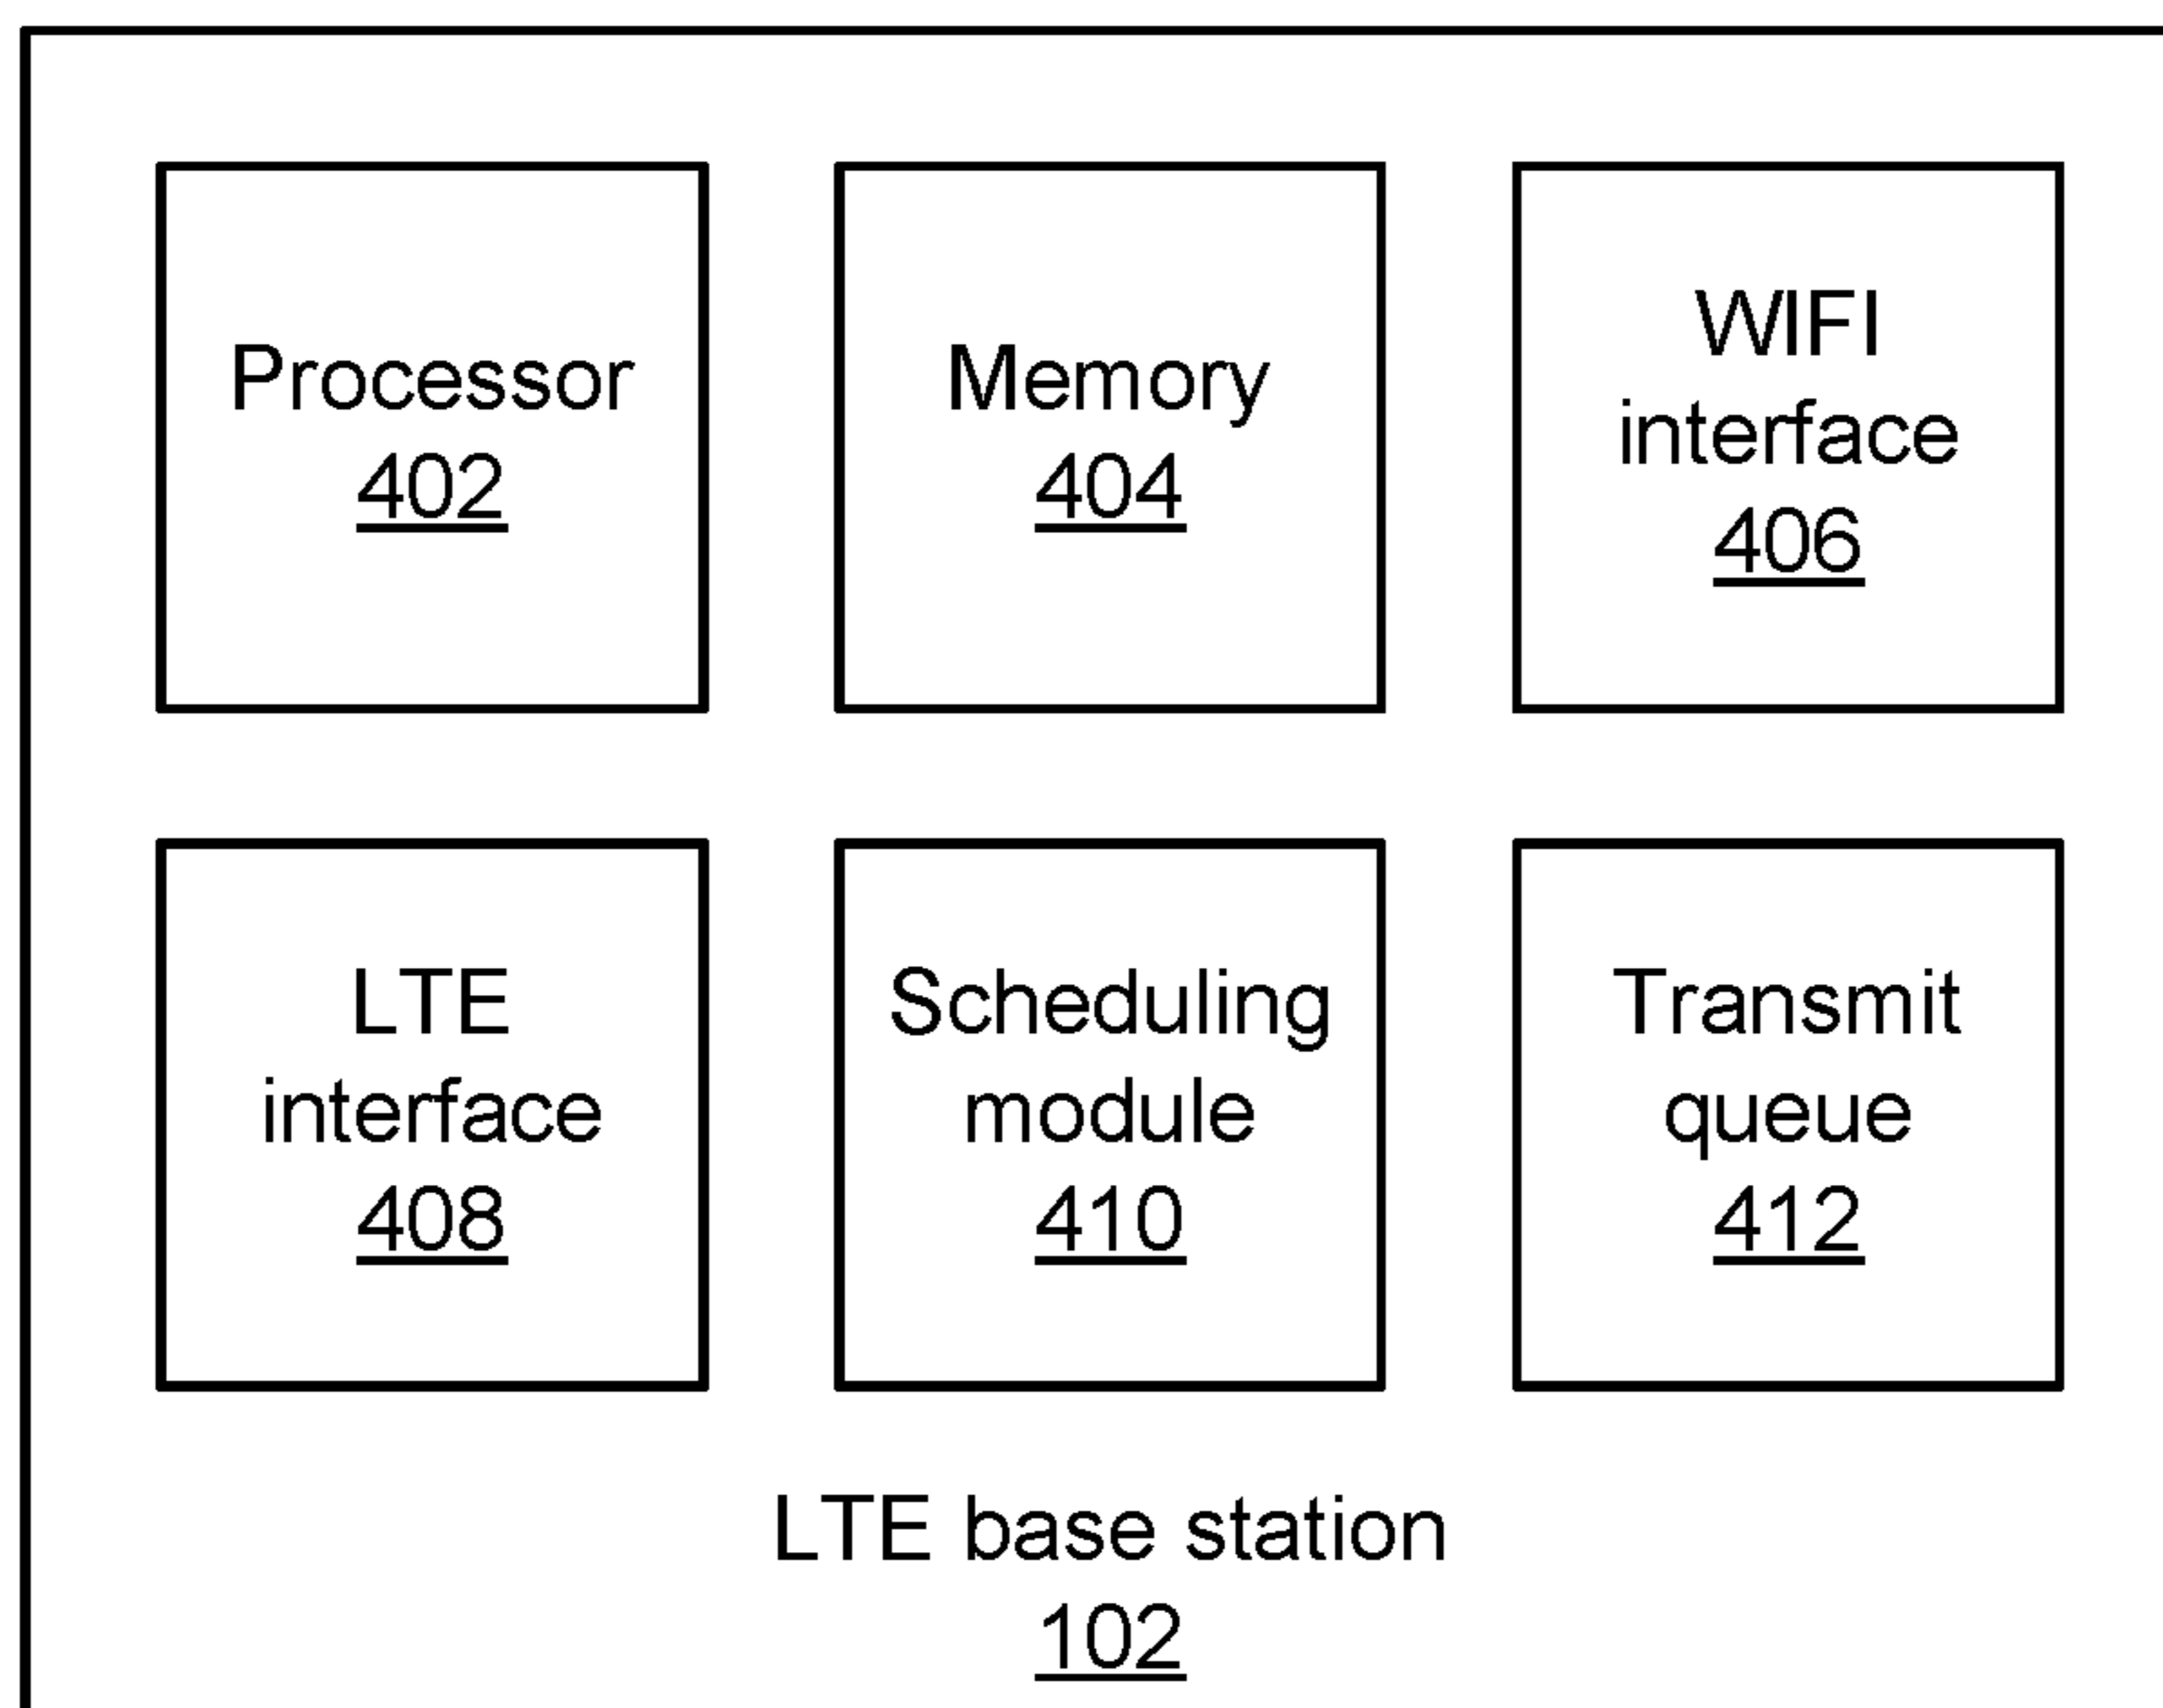 Processor
402
Memory
404
WIFI
interface
406
LTE
interface
408
Scheduling
module
410
Transmit
queue
412
LTE base station
102